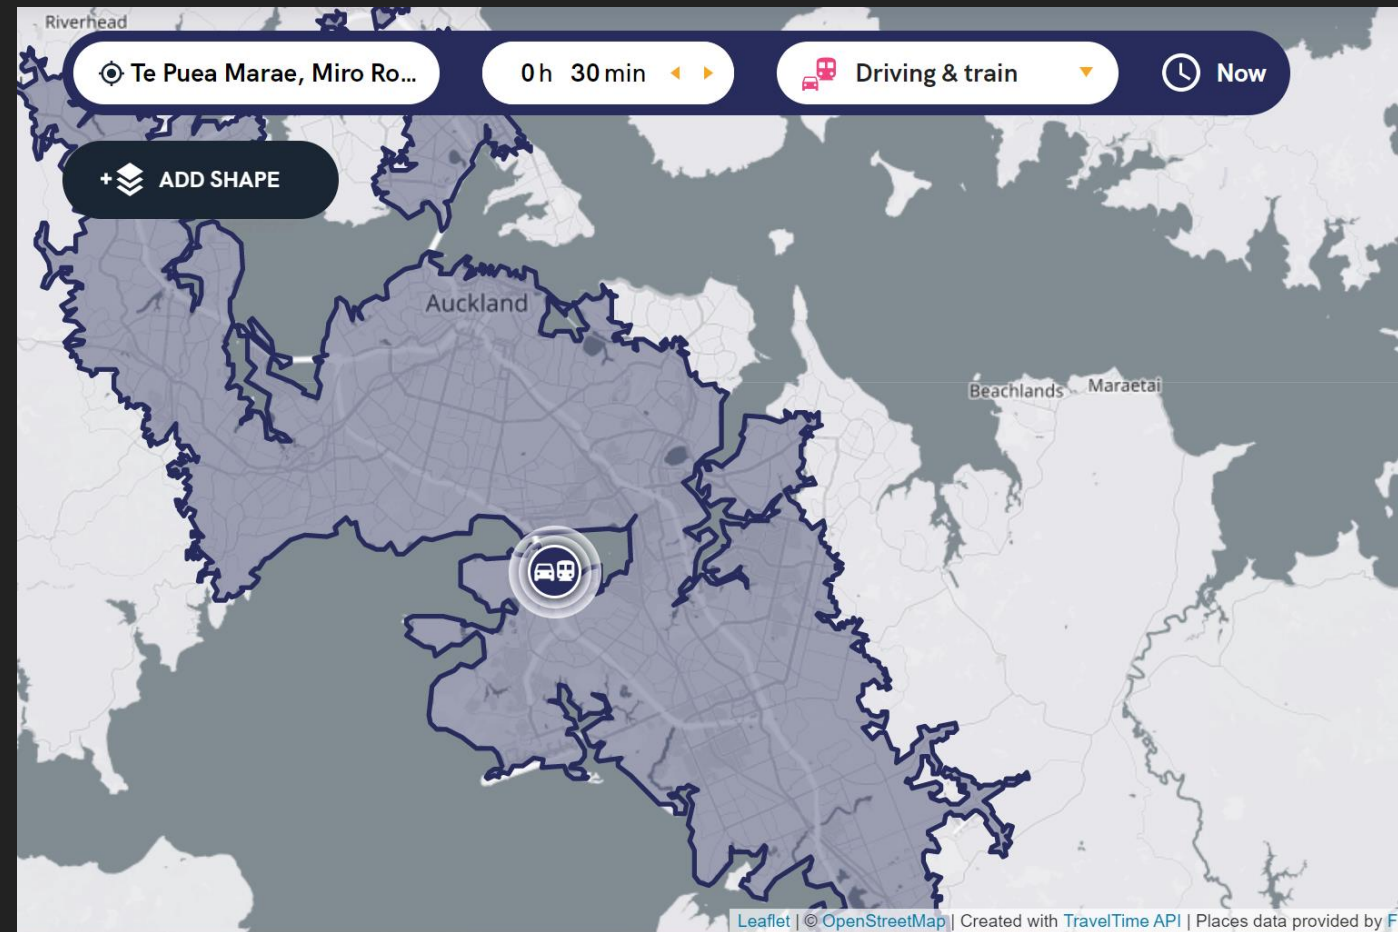 Riverhead
Te Puea Marae, Miro Ro...
0 h 30 min
Driving & train
Now
+ ADD SHAPE
Auckland
Beachlands
Maraetai
Leaflet | © OpenStreetMap | Created with TravelTime API | Places data provided by F